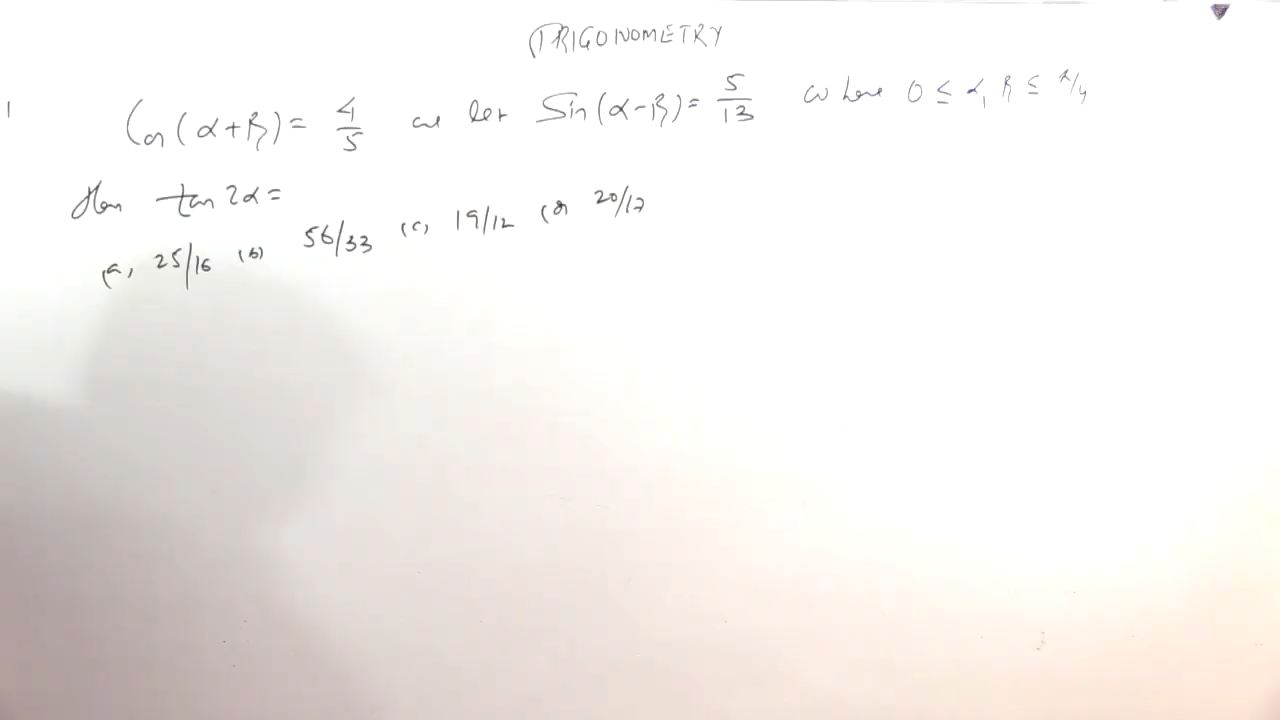 TRIGONOMETRY
1 Cos(α+β) = 4/5 let Sin(α-β) = 5/13 where 0 ≤ α, β ≤ π/4
then tan 2α =
(a) 25/16 (b) 56/33 (c) 19/12 (d) 20/17